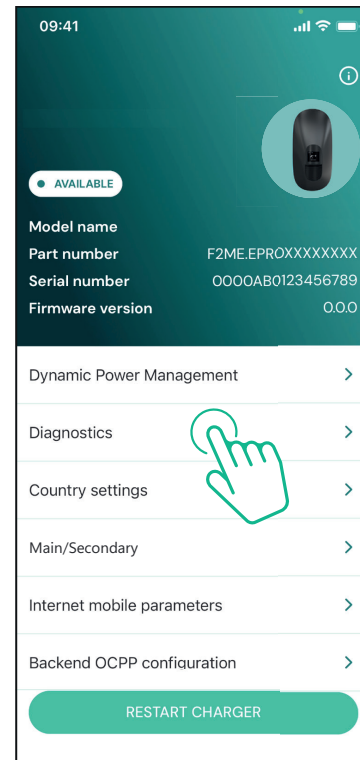 09:41
AVAILABLE
Model name
Part number F2ME.EPROXXXXXXXX
Serial number 0000AB0123456789
Firmware version 0.0.0
Dynamic Power Management
Diagnostics
Country settings
Main/Secondary
Internet mobile parameters
Backend OCPP configuration
RESTART CHARGER